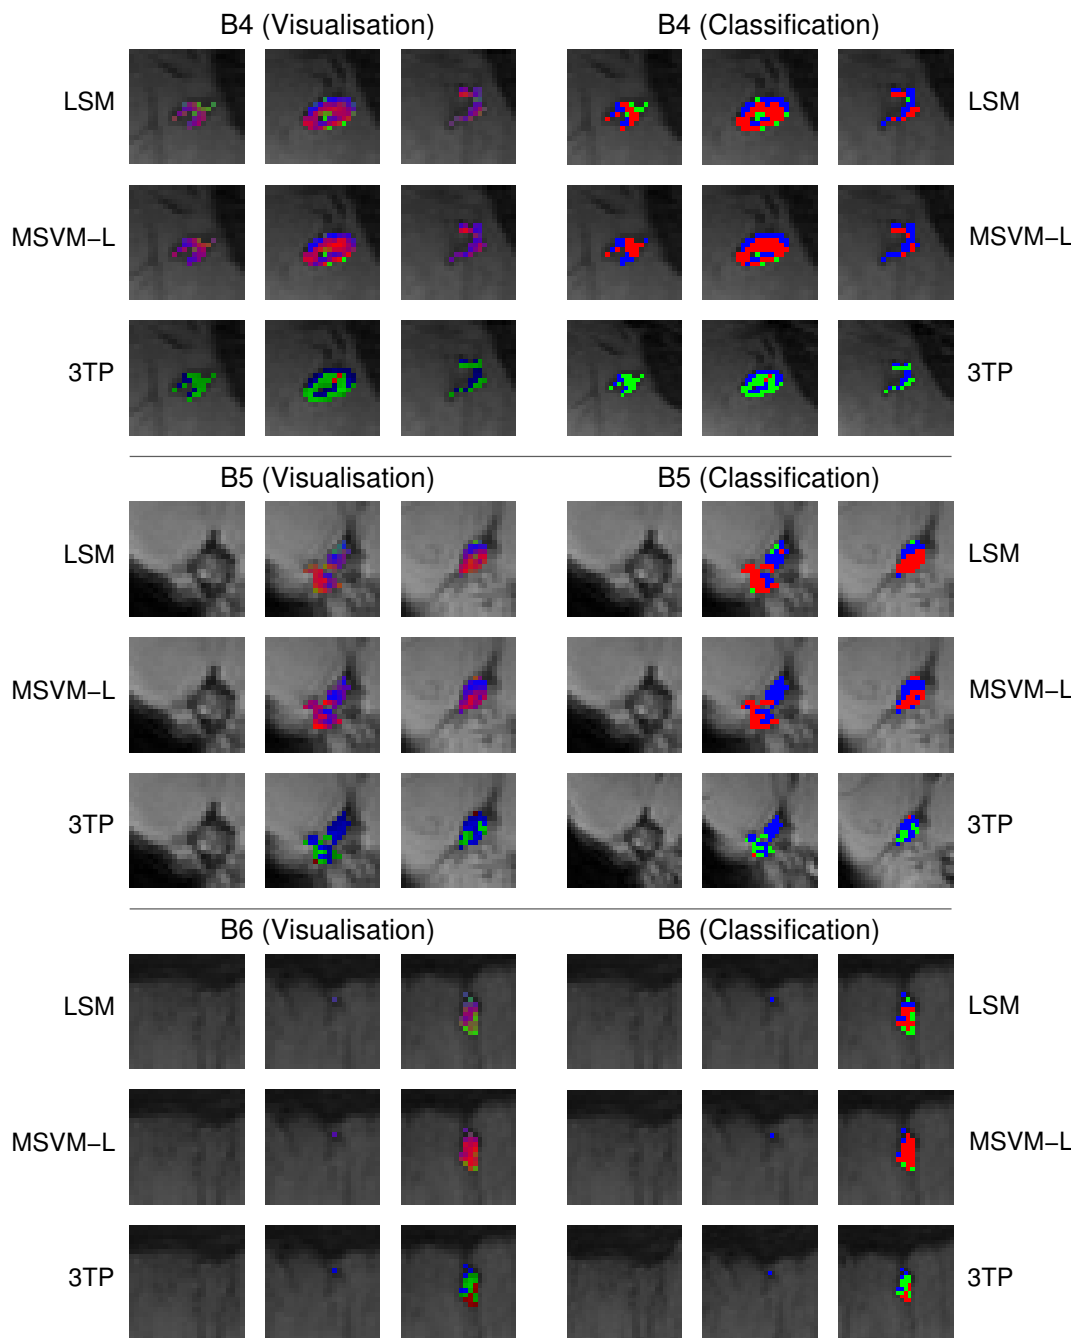 B4 (Visualisation) B4 (Classification)
LSM LSM
MSVM–L MSVM–L
3TP 3TP
B5 (Visualisation) B5 (Classification)
LSM LSM
MSVM–L MSVM–L
3TP 3TP
B6 (Visualisation) B6 (Classification)
LSM LSM
MSVM–L MSVM–L
3TP 3TP